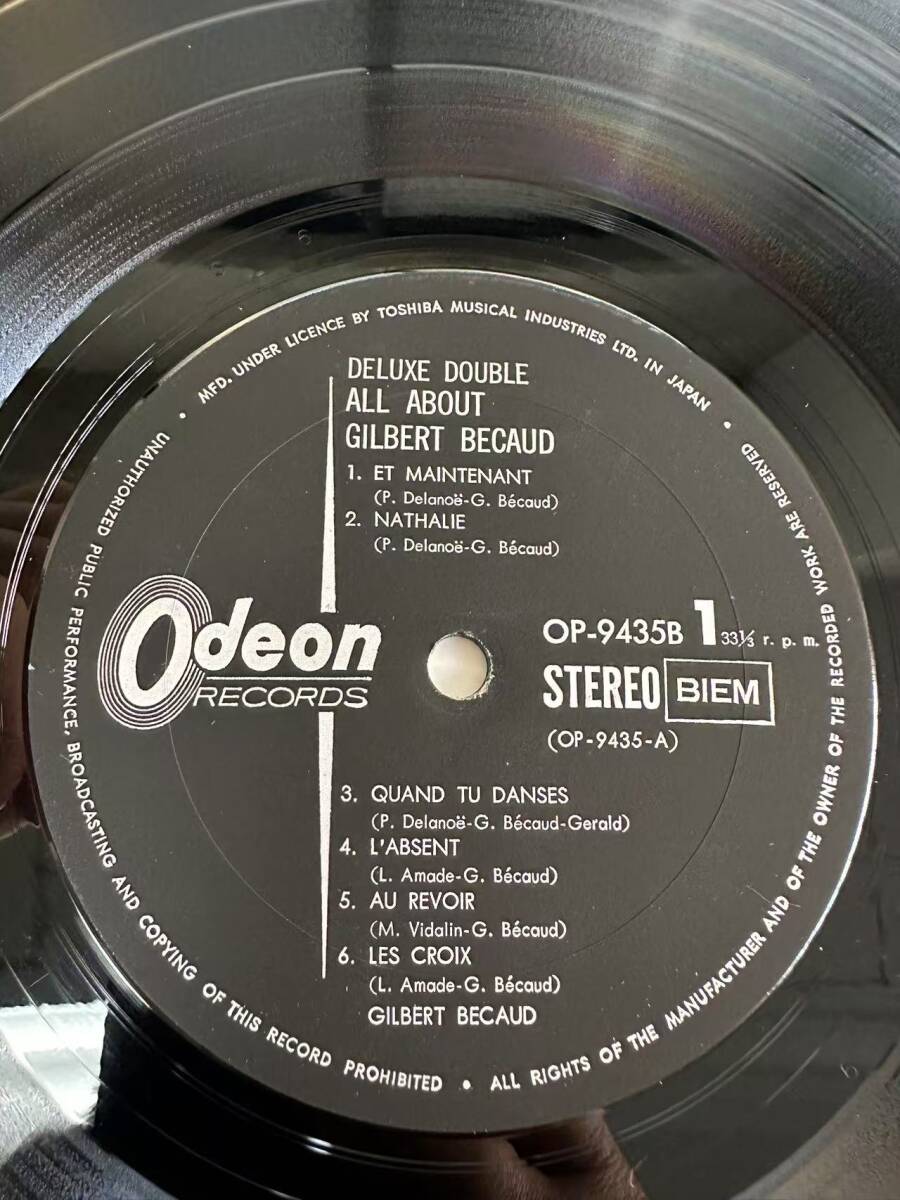 MFD. UNDER LICENCE BY TOSHIBA MUSICAL INDUSTRIES LTD. IN JAPAN
DELUXE DOUBLE
ALL ABOUT
GILBERT BECAUD
1. ET MAINTENANT
(P. Delanoë-G. Bécaud)
2. NATHALIE
(P. Delanoë-G. Bécaud)
Odeon
RECORDS
OP-9435B 1 33⅓ r. p. m.
STEREO BIEM
(OP-9435-A)
3. QUAND TU DANSES
(P. Delanoë-G. Bécaud-Gerald)
4. L'ABSENT
(L. Amade-G. Bécaud)
5. AU REVOIR
(M. Vidalin-G. Bécaud)
6. LES CROIX
(L. Amade-G. Bécaud)
GILBERT BECAUD
• UNAUTHORIZED PUBLIC PERFORMANCE, BROADCASTING AND COPYING OF THIS RECORD PROHIBITED • ALL RIGHTS OF THE MANUFACTURER AND OF THE OWNER OF THE RECORDED WORK ARE RESERVED •